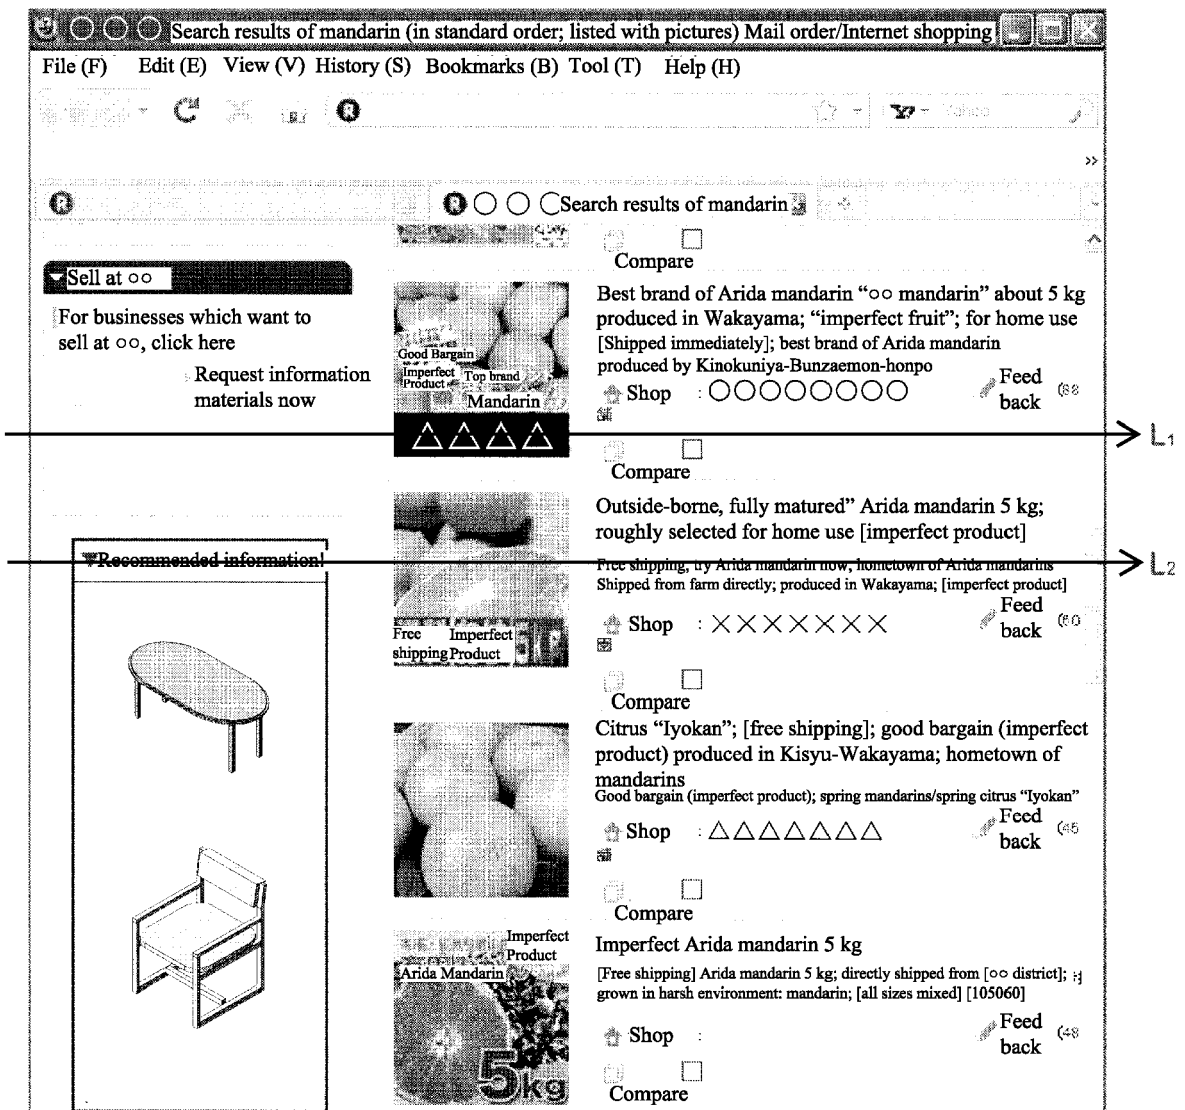 Search results of mandarin (in standard order; listed with pictures) Mail order/Internet shopping
File (F) Edit (E) View (V) History (S) Bookmarks (B) Tool (T) Help (H)
R
Yahoo
»
R
R ○ ○ ○ Search results of mandarin
Compare
Sell at ○○
For businesses which want to
sell at ○○, click here
Request information
materials now
Good Bargain
Imperfect
Product
Top brand
Mandarin
△△△△
Best brand of Arida mandarin “○○ mandarin” about 5 kg
produced in Wakayama; “imperfect fruit”; for home use
[Shipped immediately]; best brand of Arida mandarin
produced by Kinokuniya-Bunzaemon-honpo
Shop : ○○○○○○○○
Feed
back
L1
Compare
Outside-borne, fully matured” Arida mandarin 5 kg;
roughly selected for home use [imperfect product]
▼Recommended information!
Free shipping, try Arida mandarin now, hometown of Arida mandarins
L2
Shipped from farm directly; produced in Wakayama; [imperfect product]
Free
shipping
Imperfect
Product
Shop : ×××××××
Feed
back
Compare
Citrus “Iyokan”; [free shipping]; good bargain (imperfect
product) produced in Kisyu-Wakayama; hometown of
mandarins
Good bargain (imperfect product); spring mandarins/spring citrus “Iyokan”
Shop : △△△△△△△
Feed
back (45
Compare
Imperfect
Product
Arida Mandarin
5kg
Imperfect Arida mandarin 5 kg
[Free shipping] Arida mandarin 5 kg; directly shipped from [○○ district];
grown in harsh environment: mandarin; [all sizes mixed] [105060]
Shop :
Feed
back (48
Compare